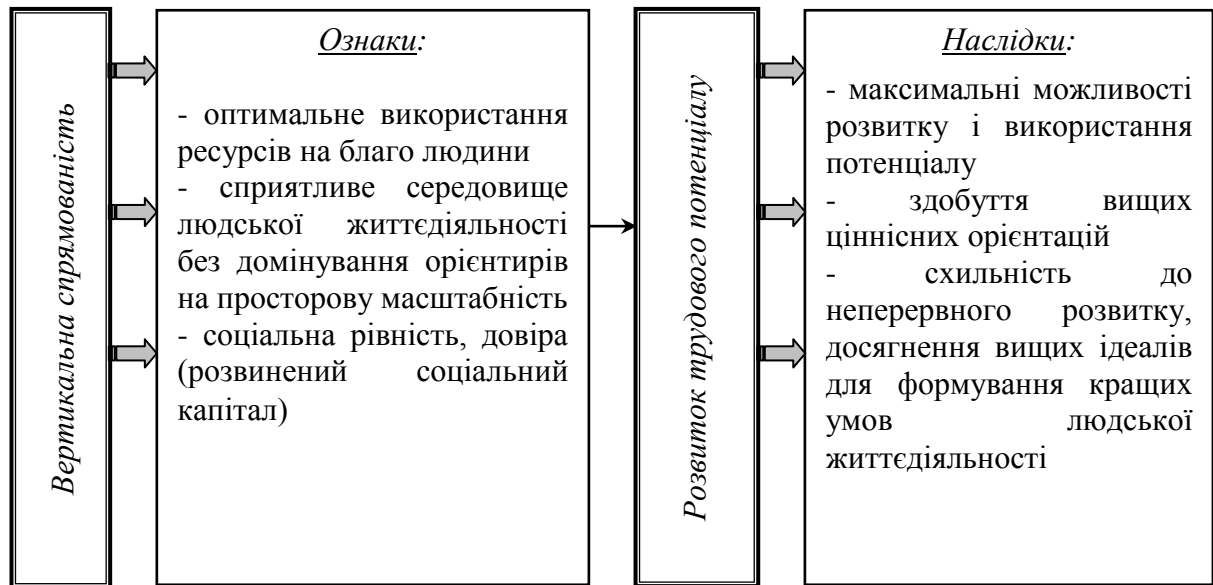 Вертикальна спрямованість
Ознаки:
- оптимальне використання
ресурсів на благо людини
- сприятливе середовище
людської життєдіяльності
без домінування орієнтирів
на просторову масштабність
- соціальна рівність, довіра
(розвинений соціальний
капітал)
Розвиток трудового потенціалу
Наслідки:
- максимальні можливості
розвитку і використання
потенціалу
- здобуття вищих
ціннісних орієнтацій
- схильність до
неперервного розвитку,
досягнення вищих ідеалів
для формування кращих
умов людської
життєдіяльності